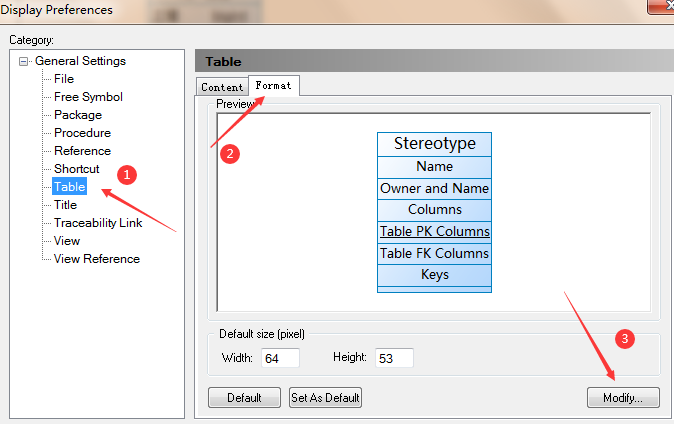 Display Preferences
Category:
General Settings
File
Free Symbol
Package
Procedure
Reference
Shortcut
Table
Title
Traceability Link
View
View Reference
1
Table
Content
Format
Preview
2
Stereotype
Name
Owner and Name
Columns
Table PK Columns
Table FK Columns
Keys
3
Default size (pixel)
Width: 64
Height: 53
Default
Set As Default
Modify...